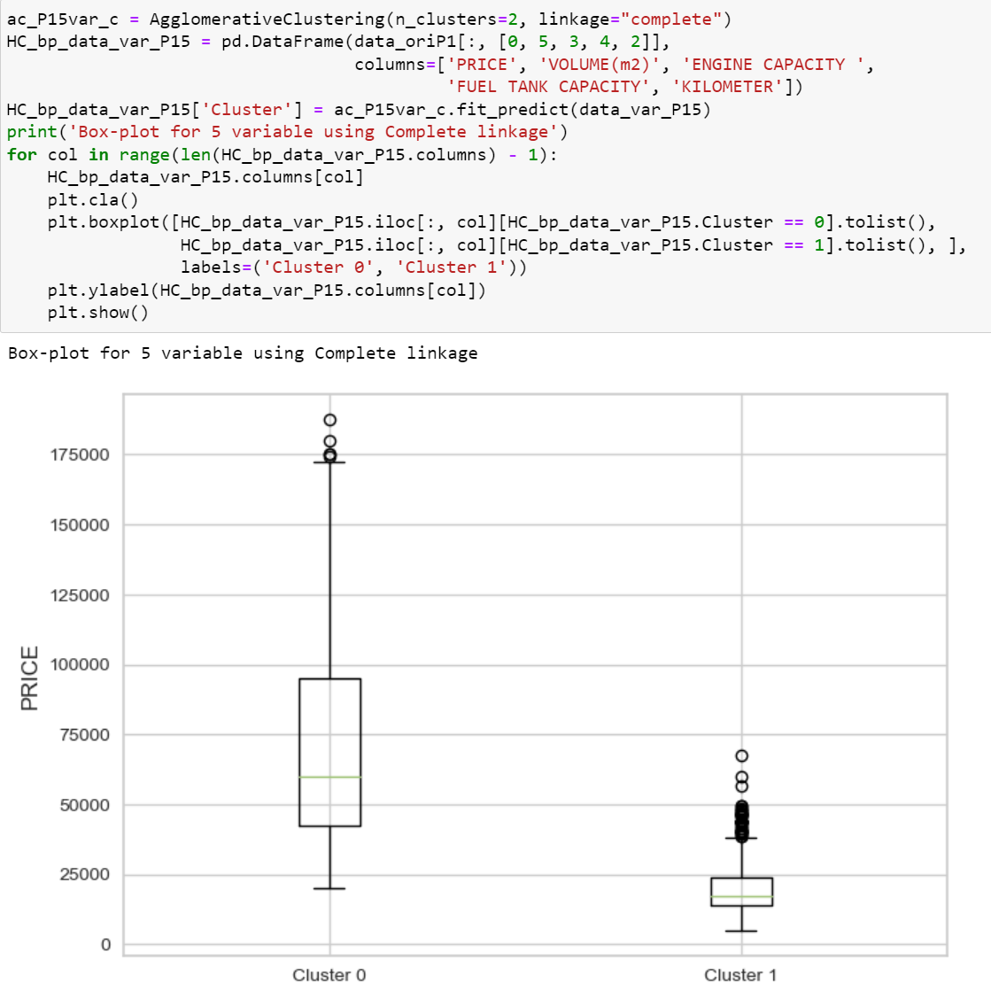 ac_P15var_c = AgglomerativeClustering(n_clusters=2, linkage="complete")
HC_bp_data_var_P15 = pd.DataFrame(data_oriP1[:, [0, 5, 3, 4, 2]],
                                  columns=['PRICE', 'VOLUME(m2)', 'ENGINE CAPACITY ',
                                           'FUEL TANK CAPACITY', 'KILOMETER'])
HC_bp_data_var_P15['Cluster'] = ac_P15var_c.fit_predict(data_var_P15)
print('Box-plot for 5 variable using Complete linkage')
for col in range(len(HC_bp_data_var_P15.columns) - 1):
    HC_bp_data_var_P15.columns[col]
    plt.cla()
    plt.boxplot([HC_bp_data_var_P15.iloc[:, col][HC_bp_data_var_P15.Cluster == 0].tolist(),
                 HC_bp_data_var_P15.iloc[:, col][HC_bp_data_var_P15.Cluster == 1].tolist(), ],
                 labels=('Cluster 0', 'Cluster 1'))
    plt.ylabel(HC_bp_data_var_P15.columns[col])
    plt.show()
Box-plot for 5 variable using Complete linkage
175000
150000
125000
100000
75000
50000
25000
0
PRICE
Cluster 0
Cluster 1